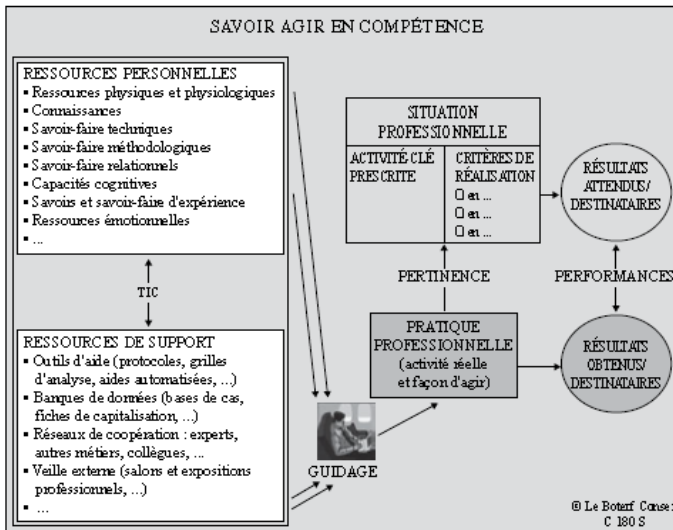 SAVOIR AGIR EN COMPÉTENCE
RESSOURCES PERSONNELLES
▪ Ressources physiques et physiologiques
▪ Connaissances
▪ Savoir-faire techniques
▪ Savoir-faire méthodologiques
▪ Savoir-faire relationnels
▪ Capacités cognitives
▪ Savoirs et savoir-faire d'expérience
▪ Ressources émotionnelles
▪ ...
TIC
RESSOURCES DE SUPPORT
▪ Outils d'aide (protocoles, grilles
d'analyse, aides automatisées, ...)
▪ Banques de données (bases de cas,
fiches de capitalisation, ...)
▪ Réseaux de coopération : experts,
autres métiers, collègues, ...
▪ Veille externe (salons et expositions
professionnels, ...)
▪ ...
GUIDAGE
SITUATION
PROFESSIONNELLE
ACTIVITÉ CLÉ
PRESCRITE
CRITÈRES DE
RÉALISATION
❑ en ...
❑ en ...
❑ en ...
RÉSULTATS
ATTENDUS/
DESTINATAIRES
PERTINENCE
PERFORMANCES
PRATIQUE
PROFESSIONNELLE
(activité réelle
et façon d'agir)
RÉSULTATS
OBTENUS/
DESTINATAIRES
© Le Boterf Conse
C 180 S